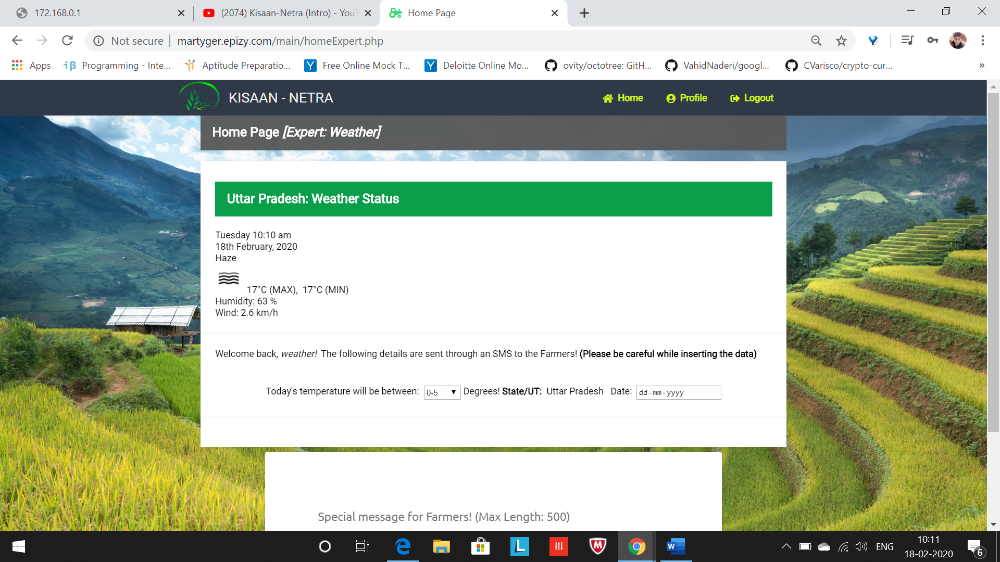 172.168.0.1
(2074) Kisaan-Netra (Intro) - YouT
Home Page
Not secure
martyger.epizy.com/main/homeExpert.php
Apps
iβ Programming - Inte...
Aptitude Preparatio...
Y Free Online Mock T...
Y Deloitte Online Mo...
ovity/octotree: GitH...
VahidNaderi/googl...
CVarisco/crypto-cur...
»
KISAAN - NETRA
Home
Profile
Logout
Home Page [Expert: Weather]
Uttar Pradesh: Weather Status
Tuesday 10:10 am
18th February, 2020
Haze
17°C (MAX), 17°C (MIN)
Humidity: 63 %
Wind: 2.6 km/h
Welcome back, weather! The following details are sent through an SMS to the Farmers! (Please be careful while inserting the data)
Today's temperature will be between: 0-5 Degrees! State/UT: Uttar Pradesh Date: dd-mm-yyyy
Special message for Farmers! (Max Length: 500)
L
M
W
ENG
10:11
18-02-2020
6